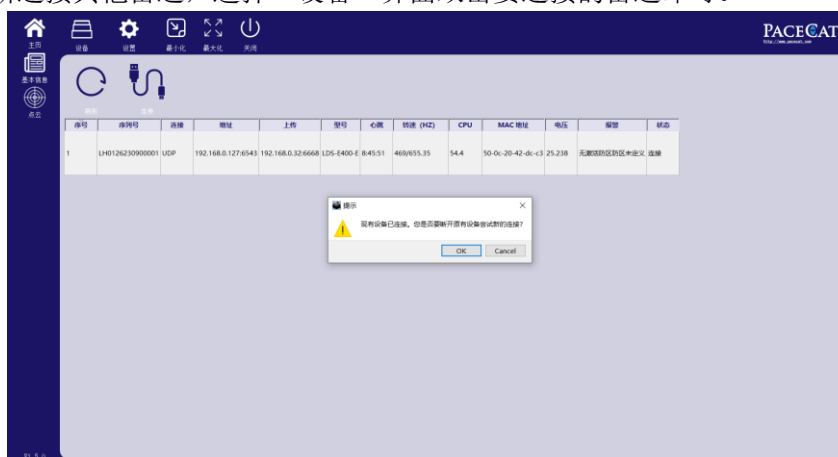 主页
设备
设置
最小化
最大化
关闭
PACECAT
基本信息
点云
序号 序列号 连接 地址 上传 型号 心跳 转速 (HZ) CPU MAC 地址 电压 报警 状态
1 LH0126230900001 UDP 192.168.0.127:6543 192.168.0.32:6668 LDS-E400-E 8:45:51 469/655.35 54.4 50-0c-20-42-dc-c3 25.238 无激活防区防区未定义 连接
提示
现有设备已连接。您是否要断开原有设备尝试新的连接?
OK Cancel